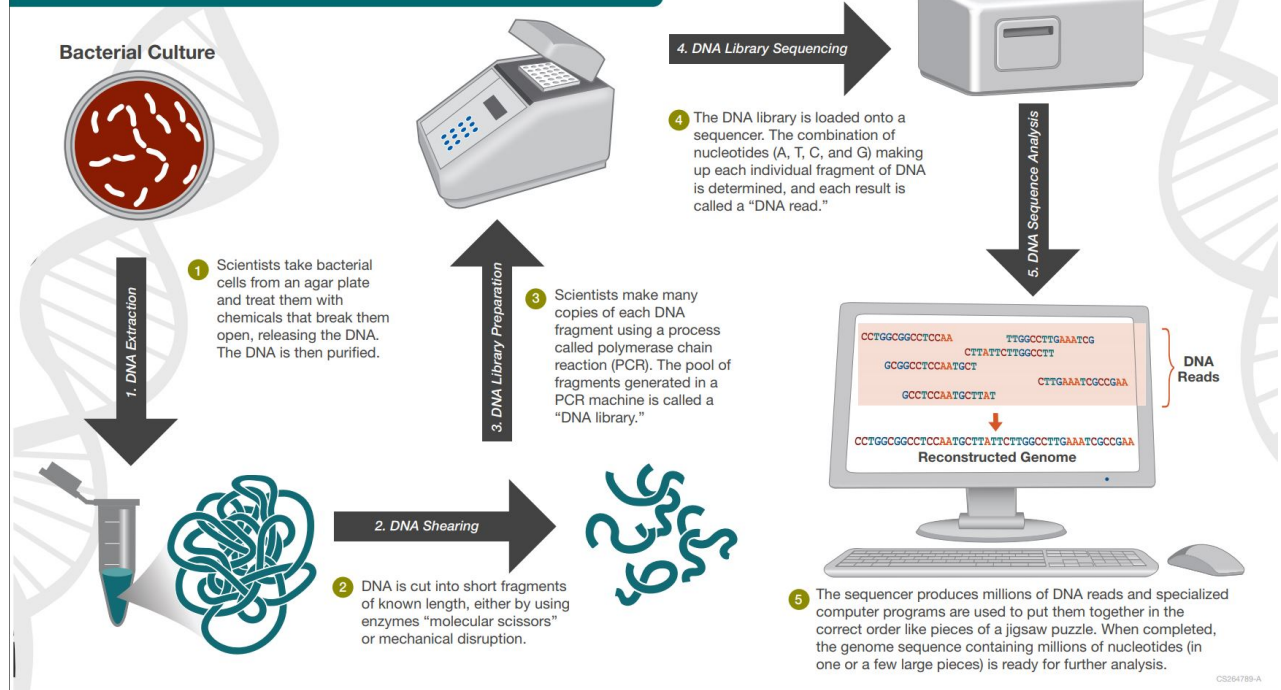 Bacterial Culture
1. DNA Extraction
1
Scientists take bacterial
cells from an agar plate
and treat them with
chemicals that break them
open, releasing the DNA.
The DNA is then purified.
2. DNA Shearing
2
DNA is cut into short fragments
of known length, either by using
enzymes “molecular scissors”
or mechanical disruption.
3. DNA Library Preparation
3
Scientists make many
copies of each DNA
fragment using a process
called polymerase chain
reaction (PCR). The pool of
fragments generated in a
PCR machine is called a
“DNA library.”
4. DNA Library Sequencing
4
The DNA library is loaded onto a
sequencer. The combination of
nucleotides (A, T, C, and G) making
up each individual fragment of DNA
is determined, and each result is
called a “DNA read.”
5. DNA Sequence Analysis
CCTGGCGGCCTCCAA
TTGGCCTTGAAATCG
CTTATTCTTGGCCTT
GCGGCCTCCAATGCT
CTTGAAATCGCCGAA
GCCTCCAATGCTTAT
DNA
Reads
CCTGGCGGCCTCCAATGCTTATTCTTGGCCTTGAAATCGCCGAA
Reconstructed Genome
5
The sequencer produces millions of DNA reads and specialized
computer programs are used to put them together in the
correct order like pieces of a jigsaw puzzle. When completed,
the genome sequence containing millions of nucleotides (in
one or a few large pieces) is ready for further analysis.
CS264789-A